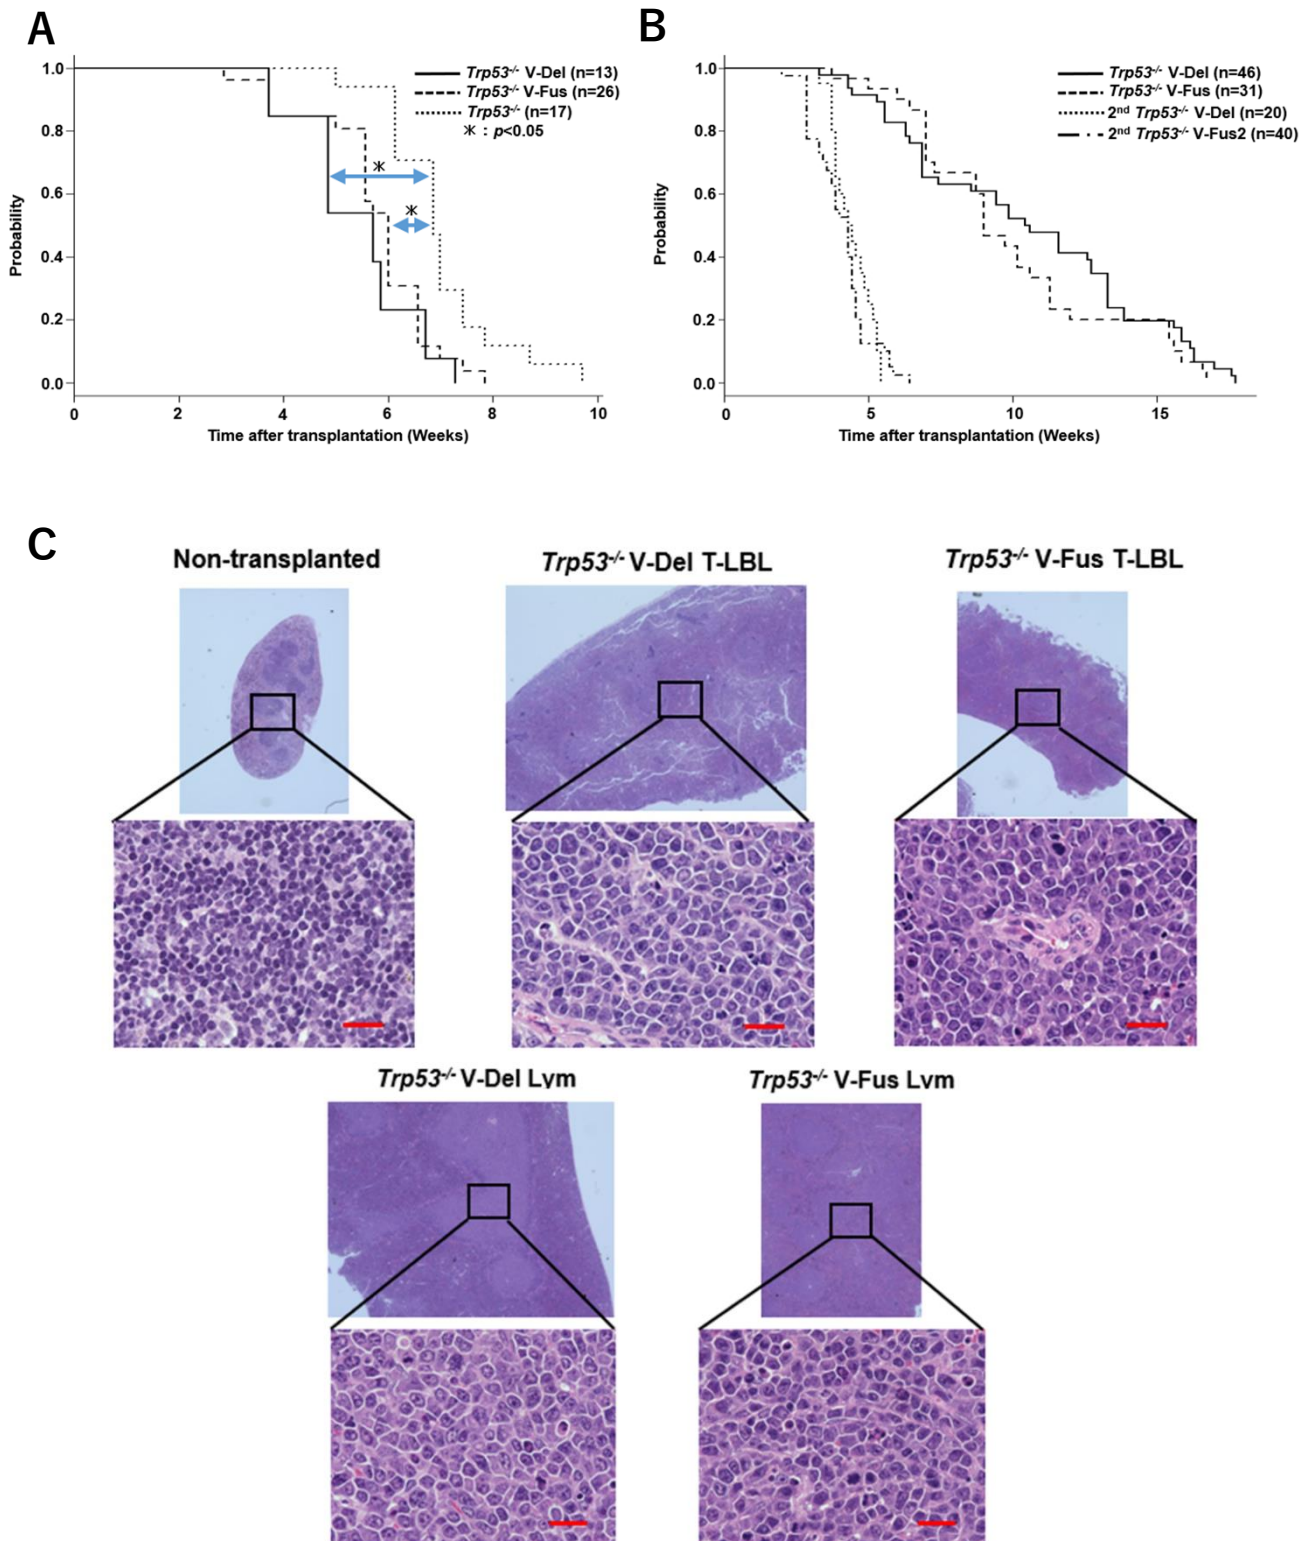 A
1.0
0.8
0.6
0.4
0.2
0.0
Probability
0 2 4 6 8 10
Time after transplantation (Weeks)
Trp53-/- V-Del (n=13)
Trp53-/- V-Fus (n=26)
Trp53-/- (n=17)
* : p<0.05
*
*
B
1.0
0.8
0.6
0.4
0.2
0.0
Probability
0 5 10 15
Time after transplantation (Weeks)
Trp53-/- V-Del (n=46)
Trp53-/- V-Fus (n=31)
2nd Trp53-/- V-Del (n=20)
2nd Trp53-/- V-Fus2 (n=40)
C
Non-transplanted
Trp53-/- V-Del T-LBL
Trp53-/- V-Fus T-LBL
Trp53-/- V-Del Lym
Trp53-/- V-Fus Lym